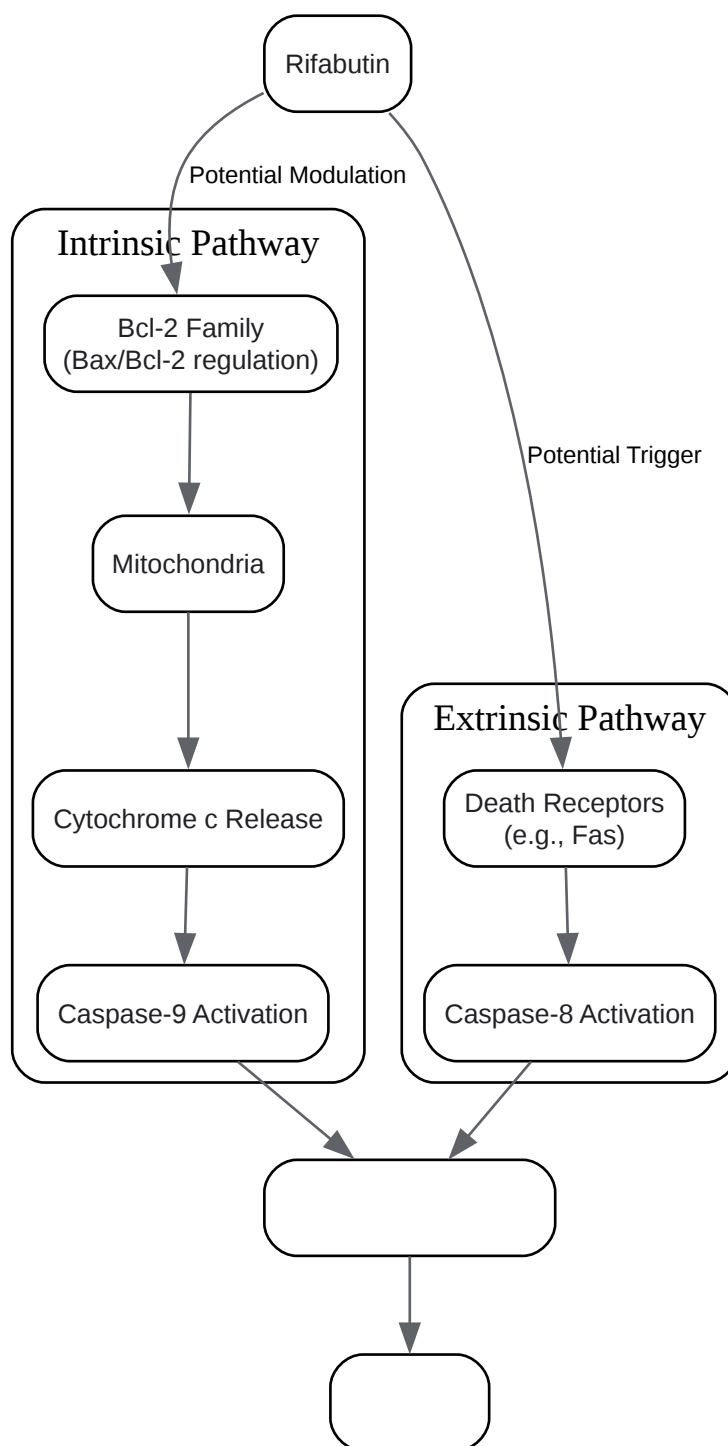 Rifabutin
Potential Modulation
Intrinsic Pathway
Bcl-2 Family
(Bax/Bcl-2 regulation)
Potential Trigger
Mitochondria
Extrinsic Pathway
Cytochrome c Release
Death Receptors
(e.g., Fas)
Caspase-9 Activation
Caspase-8 Activation